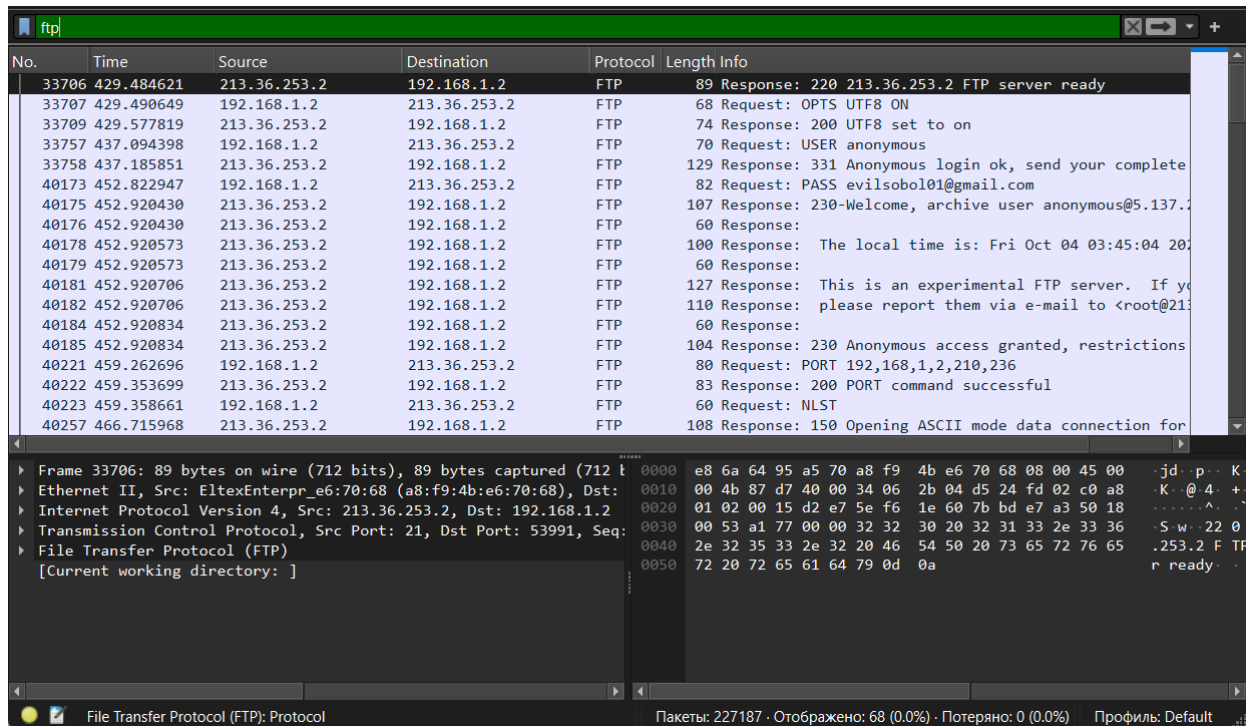 ftp
No. Time Source Destination Protocol Length Info
33706 429.484621 213.36.253.2 192.168.1.2 FTP 89 Response: 220 213.36.253.2 FTP server ready
33707 429.490649 192.168.1.2 213.36.253.2 FTP 68 Request: OPTS UTF8 ON
33709 429.577819 213.36.253.2 192.168.1.2 FTP 74 Response: 200 UTF8 set to on
33757 437.094398 192.168.1.2 213.36.253.2 FTP 70 Request: USER anonymous
33758 437.185851 213.36.253.2 192.168.1.2 FTP 129 Response: 331 Anonymous login ok, send your complete
40173 452.822947 192.168.1.2 213.36.253.2 FTP 82 Request: PASS evilsobol01@gmail.com
40175 452.920430 213.36.253.2 192.168.1.2 FTP 107 Response: 230-Welcome, archive user anonymous@5.137.2
40176 452.920430 213.36.253.2 192.168.1.2 FTP 60 Response:
40178 452.920573 213.36.253.2 192.168.1.2 FTP 100 Response: The local time is: Fri Oct 04 03:45:04 202
40179 452.920573 213.36.253.2 192.168.1.2 FTP 60 Response:
40181 452.920706 213.36.253.2 192.168.1.2 FTP 127 Response: This is an experimental FTP server. If yo
40182 452.920706 213.36.253.2 192.168.1.2 FTP 110 Response: please report them via e-mail to <root@213
40184 452.920834 213.36.253.2 192.168.1.2 FTP 60 Response:
40185 452.920834 213.36.253.2 192.168.1.2 FTP 104 Response: 230 Anonymous access granted, restrictions
40221 459.262696 192.168.1.2 213.36.253.2 FTP 80 Request: PORT 192,168,1,2,210,236
40222 459.353699 213.36.253.2 192.168.1.2 FTP 83 Response: 200 PORT command successful
40223 459.358661 192.168.1.2 213.36.253.2 FTP 60 Request: NLST
40257 466.715968 213.36.253.2 192.168.1.2 FTP 108 Response: 150 Opening ASCII mode data connection for
Frame 33706: 89 bytes on wire (712 bits), 89 bytes captured (712 b
Ethernet II, Src: EltexEnterpr_e6:70:68 (a8:f9:4b:e6:70:68), Dst:
Internet Protocol Version 4, Src: 213.36.253.2, Dst: 192.168.1.2
Transmission Control Protocol, Src Port: 21, Dst Port: 53991, Seq:
File Transfer Protocol (FTP)
[Current working directory: ]
0000 e8 6a 64 95 a5 70 a8 f9 4b e6 70 68 08 00 45 00 ·jd··p·· K·
0010 00 4b 87 d7 40 00 34 06 2b 04 d5 24 fd 02 c0 a8 ·K··@·4· +·
0020 01 02 00 15 d2 e7 5e f6 1e 60 7b bd e7 a3 50 18 ······^· ·`
0030 00 53 a1 77 00 00 32 32 30 20 32 31 33 2e 33 36 ·S·w··22 0
0040 2e 32 35 33 2e 32 20 46 54 50 20 73 65 72 76 65 .253.2 F TP
0050 72 20 72 65 61 64 79 0d 0a r ready· ·
File Transfer Protocol (FTP): Protocol Пакеты: 227187 · Отображено: 68 (0.0%) · Потеряно: 0 (0.0%) Профиль: Default